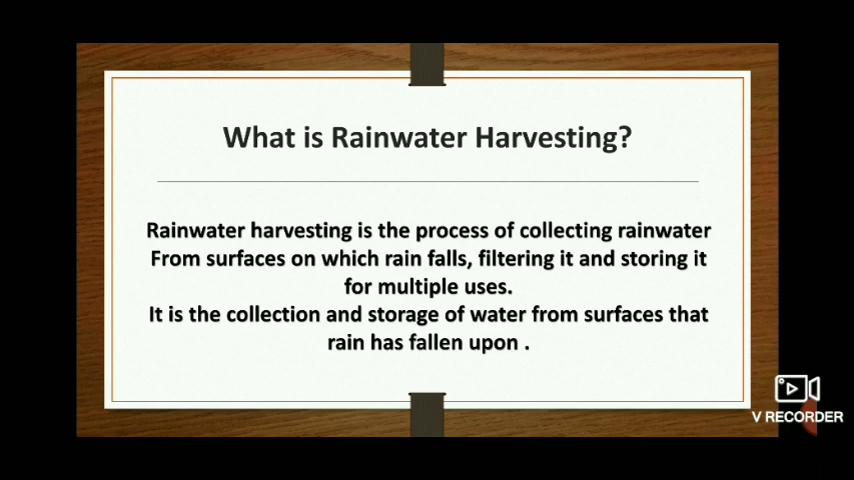 What is Rainwater Harvesting?
Rainwater harvesting is the process of collecting rainwater
From surfaces on which rain falls, filtering it and storing it
for multiple uses.
It is the collection and storage of water from surfaces that
rain has fallen upon .
V RECORDER